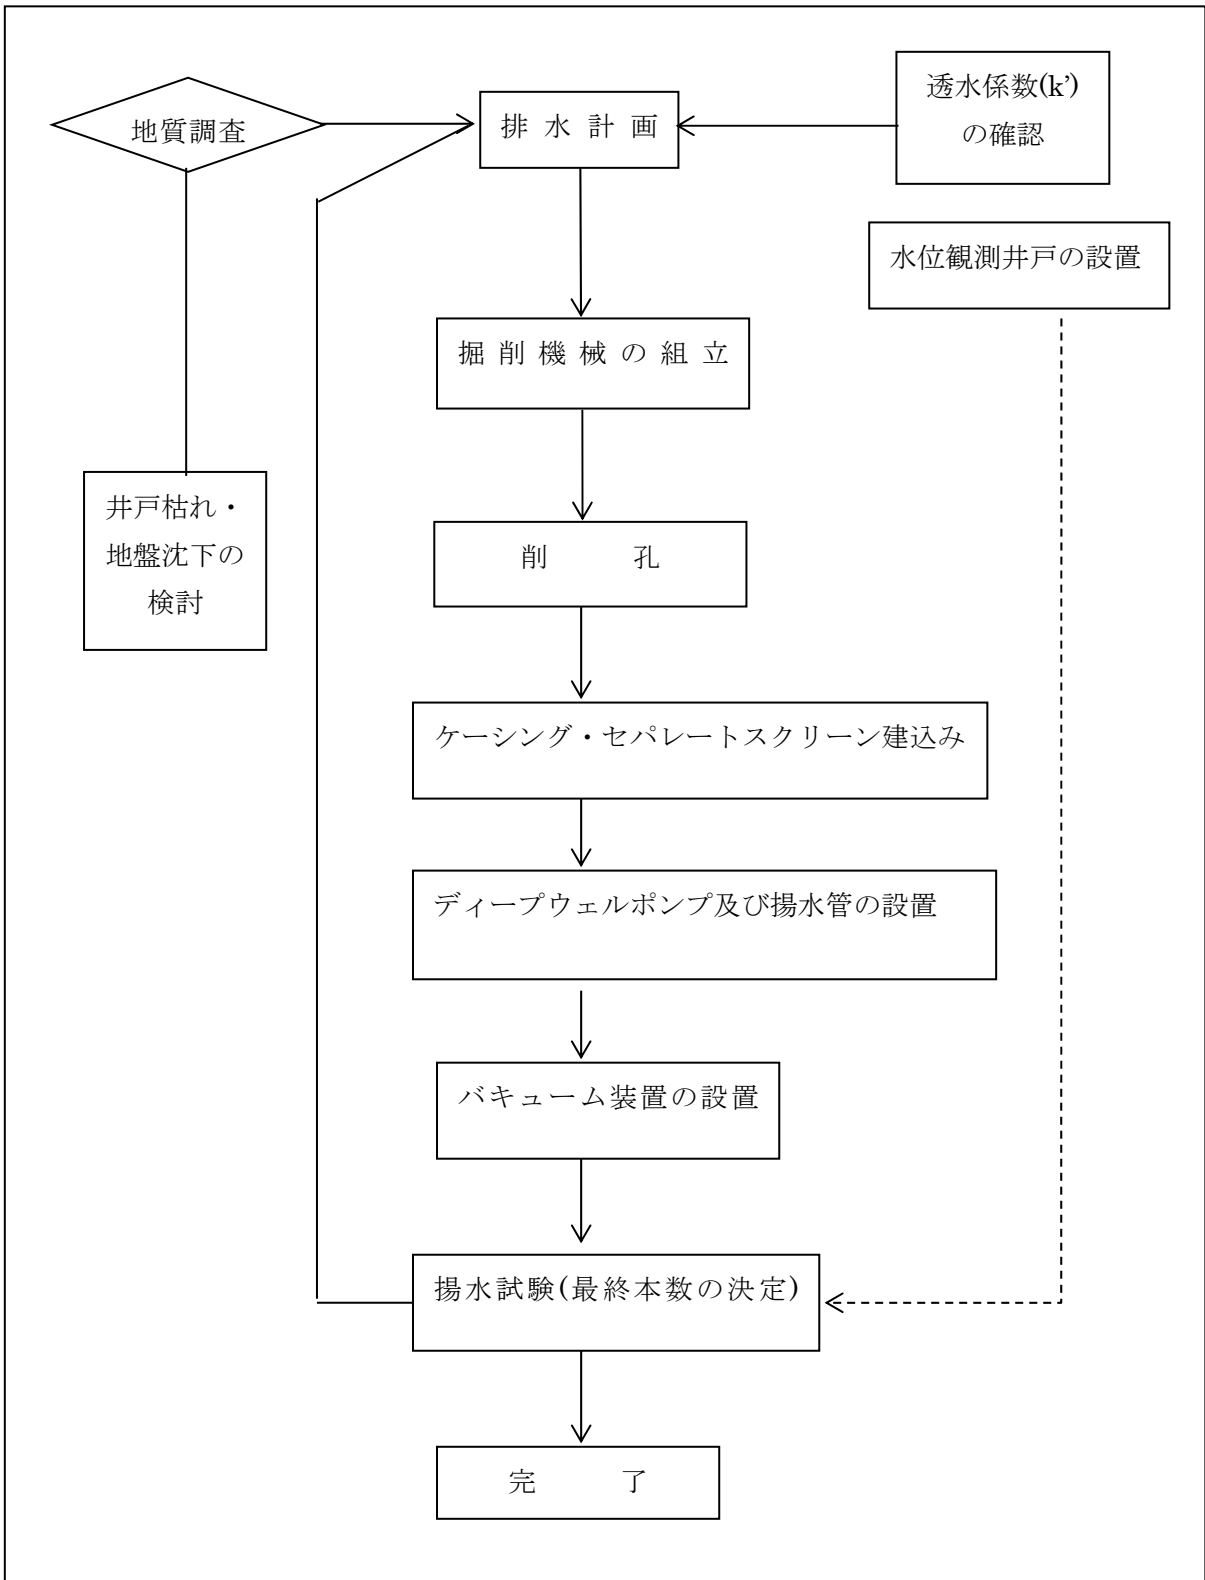 地質調査
排水計画
透水係数(k’)
の確認
水位観測井戸の設置
掘削機械の組立
井戸枯れ・
地盤沈下の
検討
削　　孔
ケーシング・セパレートスクリーン建込み
ディープウェルポンプ及び揚水管の設置
バキューム装置の設置
揚水試験(最終本数の決定)
完　　了